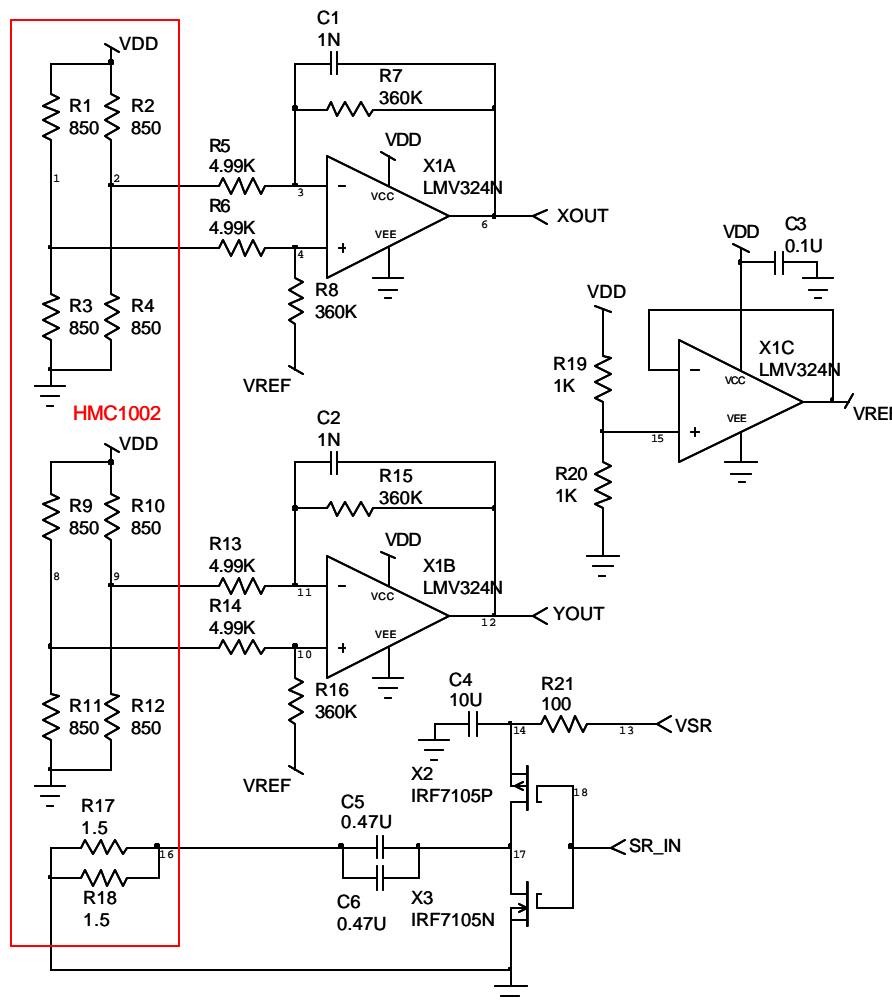 C1
1N
VDD
R7
360K
R1
850
R2
850
R5
4.99K
VDD
X1A
LMV324N
1
2
3
VCC
R6
4.99K
XOUT
6
VEE
4
R3
850
R4
850
R8
360K
VREF
VDD
C3
0.1U
VDD
R19
1K
X1C
LMV324N
VCC
VEE
VREI
15
R20
1K
HMC1002
C2
1N
VDD
R15
360K
R9
850
R10
850
R13
4.99K
VDD
X1B
LMV324N
8
9
11
VCC
R14
4.99K
YOUT
12
VEE
10
R11
850
R12
850
R16
360K
VREF
C4
10U
R21
100
VSR
14
13
X2
IRF7105P
18
R17
1.5
C5
0.47U
SR_IN
16
17
R18
1.5
C6
0.47U
X3
IRF7105N